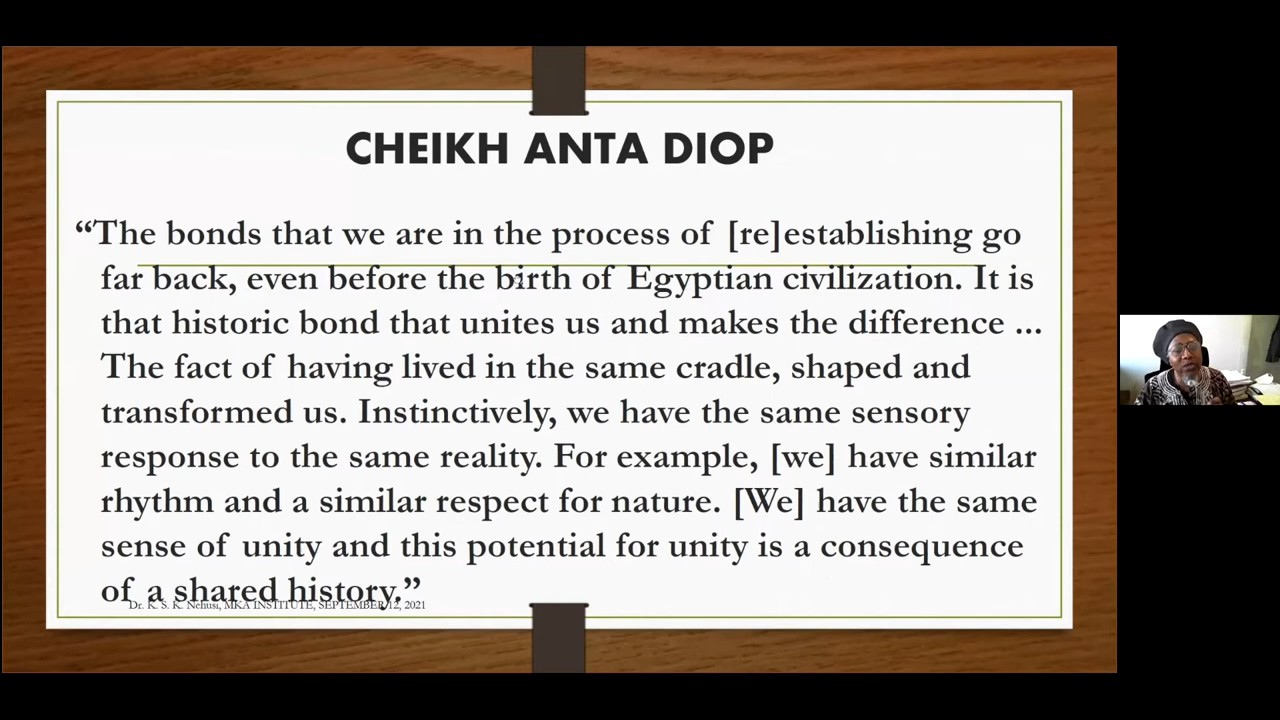 CHEIKH ANTA DIOP
“The bonds that we are in the process of [re]establishing go
far back, even before the birth of Egyptian civilization. It is
that historic bond that unites us and makes the difference ...
The fact of having lived in the same cradle, shaped and
transformed us. Instinctively, we have the same sensory
response to the same reality. For example, [we] have similar
rhythm and a similar respect for nature. [We] have the same
sense of unity and this potential for unity is a consequence
of a shared history.”
Dr. K. S. K. Nehusi, MKA INSTITUTE, SEPTEMBER 12, 2021